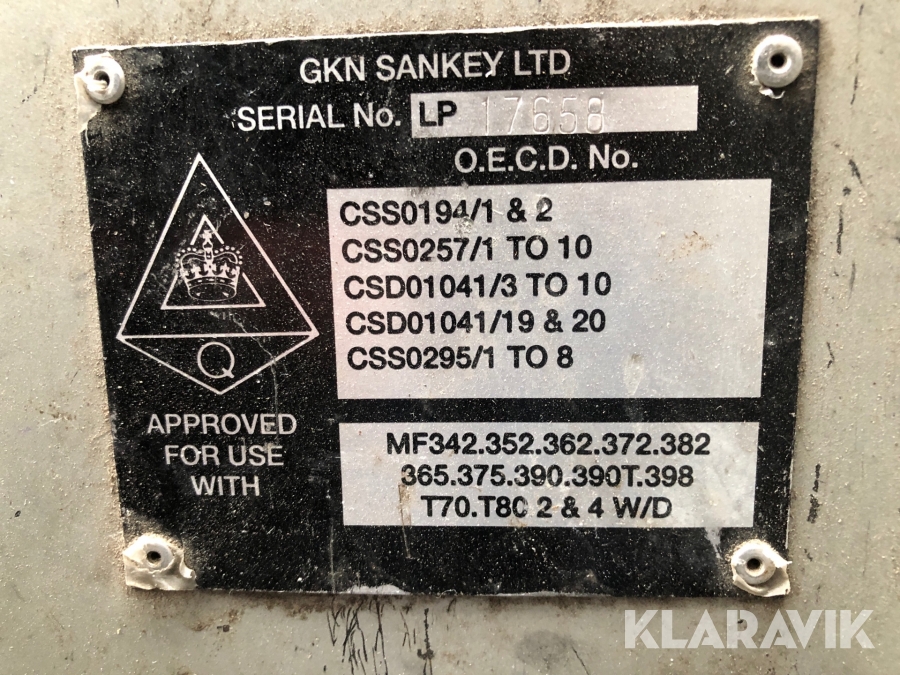 GKN SANKEY LTD
SERIAL No. LP 17658
O.E.C.D. No.
CSS0194/1 & 2
CSS0257/1 TO 10
CSD01041/3 TO 10
CSD01041/19 & 20
CSS0295/1 TO 8
Q
APPROVED
FOR USE
WITH
MF342.352.362.372.382
365.375.390.390T.398
T70.T80 2 & 4 W/D
KLARAVIK